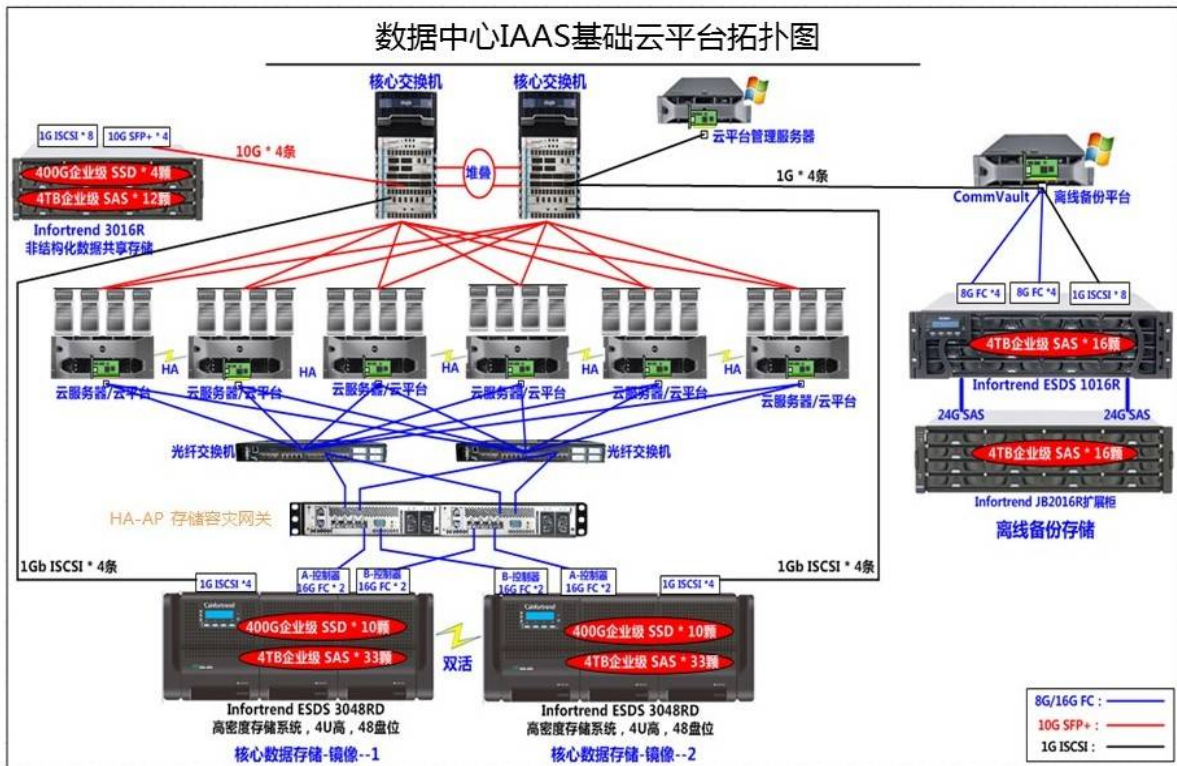 数据中心IAAS基础云平台拓扑图
核心交换机
核心交换机
云平台管理服务器
1G ISCSI * 8
10G SFP+ * 4
10G * 4条
堆叠
1G * 4条
400G企业级 SSD * 4颗
4TB企业级 SAS * 12颗
Infortrend 3016R
非结构化数据共享存储
CommVault
离线备份平台
8G FC *4
8G FC *4
1G ISCSI * 8
4TB企业级 SAS * 16颗
Infortrend ESDS 1016R
24G SAS
24G SAS
4TB企业级 SAS * 16颗
Infortrend JB2016R扩展柜
离线备份存储
HA
HA
HA
HA
HA
云服务器/云平台
云服务器/云平台
云服务器/云平台
云服务器/云平台
云服务器/云平台
云服务器/云平台
光纤交换机
光纤交换机
HA-AP 存储容灾网关
1Gb ISCSI * 4条
1G ISCSI *4
A-控制器
16G FC * 2
B-控制器
16G FC * 2
B-控制器
16G FC *2
A-控制器
16G FC * 2
1G ISCSI *4
1Gb ISCSI * 4条
infortrend
400G企业级 SSD * 10颗
4TB企业级 SAS * 33颗
双活
infortrend
400G企业级 SSD * 10颗
4TB企业级 SAS * 33颗
Infortrend ESDS 3048RD
高密度存储系统，4U高，48盘位
核心数据存储-镜像--1
Infortrend ESDS 3048RD
高密度存储系统，4U高，48盘位
核心数据存储-镜像--2
8G/16G FC：
10G SFP+：
1G ISCSI：